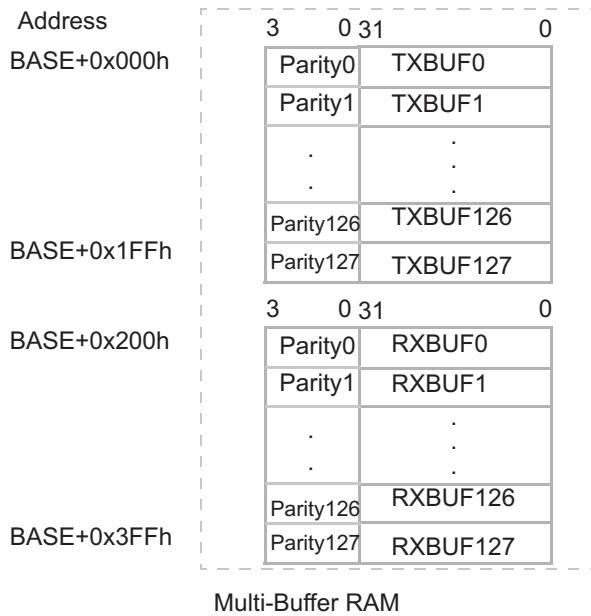 Address 3 0 31 0
BASE+0x000h Parity0 TXBUF0
Parity1 TXBUF1
. .
.
. .
Parity126 TXBUF126
BASE+0x1FFh Parity127 TXBUF127
3 0 31 0
BASE+0x200h Parity0 RXBUF0
Parity1 RXBUF1
. .
.
. .
Parity126 RXBUF126
BASE+0x3FFh Parity127 RXBUF127
Multi-Buffer RAM